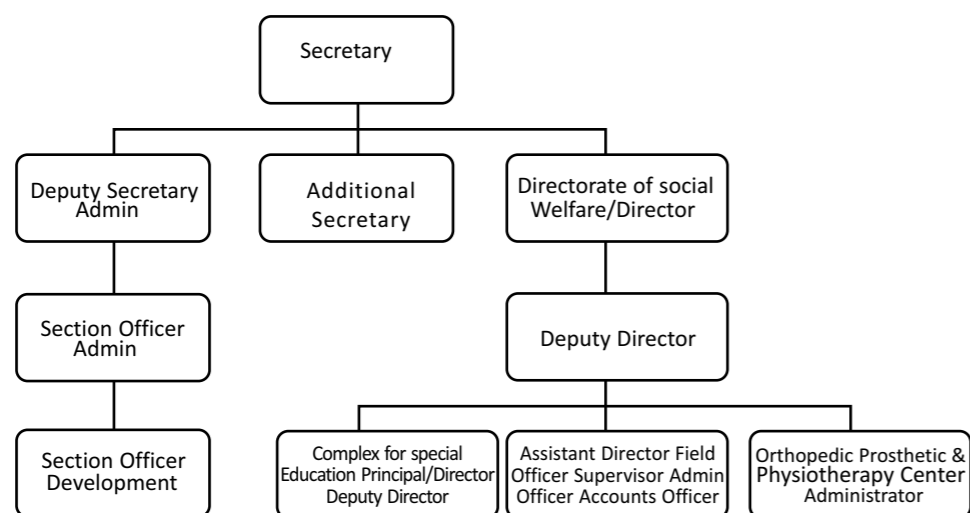 Secretary
Deputy Secretary
Admin
Additional
Secretary
Directorate of social
Welfare/Director
Section Officer
Admin
Deputy Director
Section Officer
Development
Complex for special
Education Principal/Director
Deputy Director
Assistant Director Field
Officer Supervisor Admin
Officer Accounts Officer
Orthopedic Prosthetic &
Physiotherapy Center
Administrator